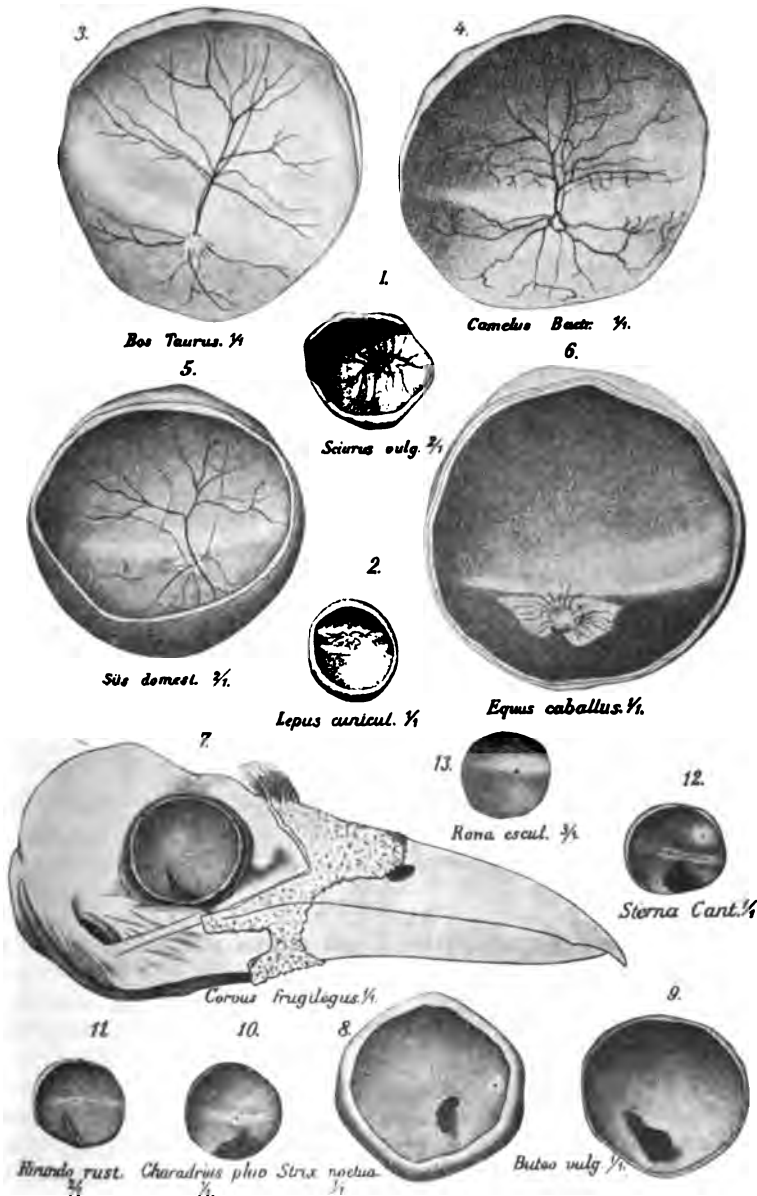 3.
4.
Bos Taurus. 1/1
Camelus Bactr. 1/1.
1.
Sciurus vulg. 2/1
5.
6.
Süs domest. 2/1.
2.
Lepus cunicul. 1/1
Equus caballus. 1/1.
7.
13.
Rana escul. 3/1
12.
Sterna Cant. 1/1
Corvus frugilegus. 1/1.
11.
10.
8.
9.
Hirundo rust.
Charadrius pluv
Strix noctua
1/1
Buteo vulg. 1/1.